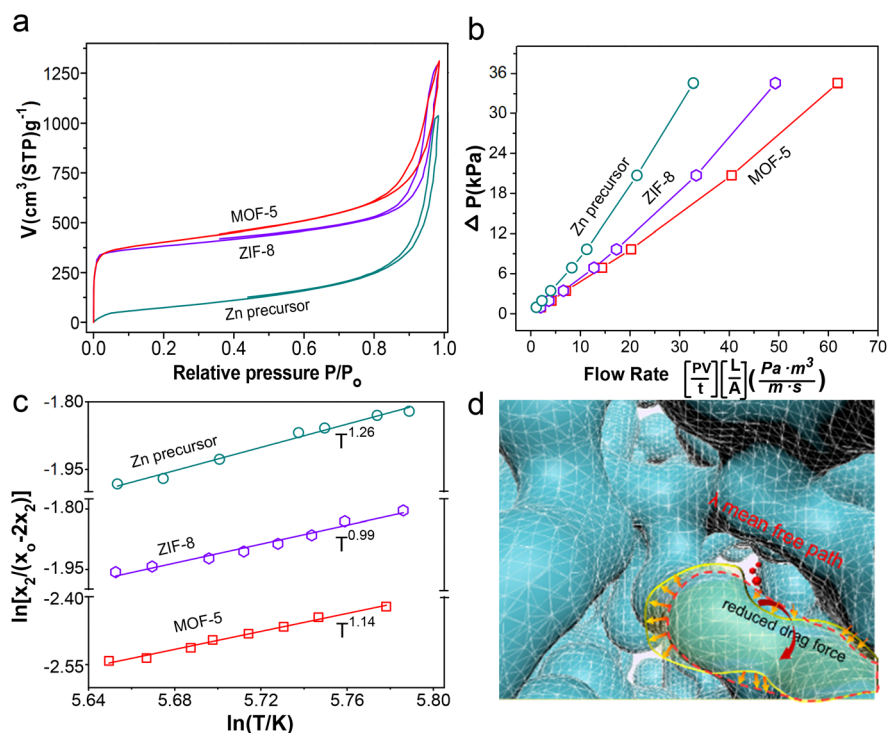 a
1250
1000
750
500
250
0
V(cm³(STP)g⁻¹
MOF-5
ZIF-8
Zn precursor
0.0 0.2 0.4 0.6 0.8 1.0
Relative pressure P/Pₒ
b
36
30
24
18
12
6
0
Δ P(kPa)
Zn precursor
ZIF-8
MOF-5
0 10 20 30 40 50 60 70
Flow Rate [PV/t][L/A](Pa·m³/m·s)
c
-1.80
-1.95
-1.80
-1.95
-2.40
-2.55
ln[x₂/(xₒ-2x₂)]
Zn precursor
T^1.26
ZIF-8
T^0.99
MOF-5
T^1.14
5.64 5.68 5.72 5.76 5.80
ln(T/K)
d
λ mean free path
reduced drag force